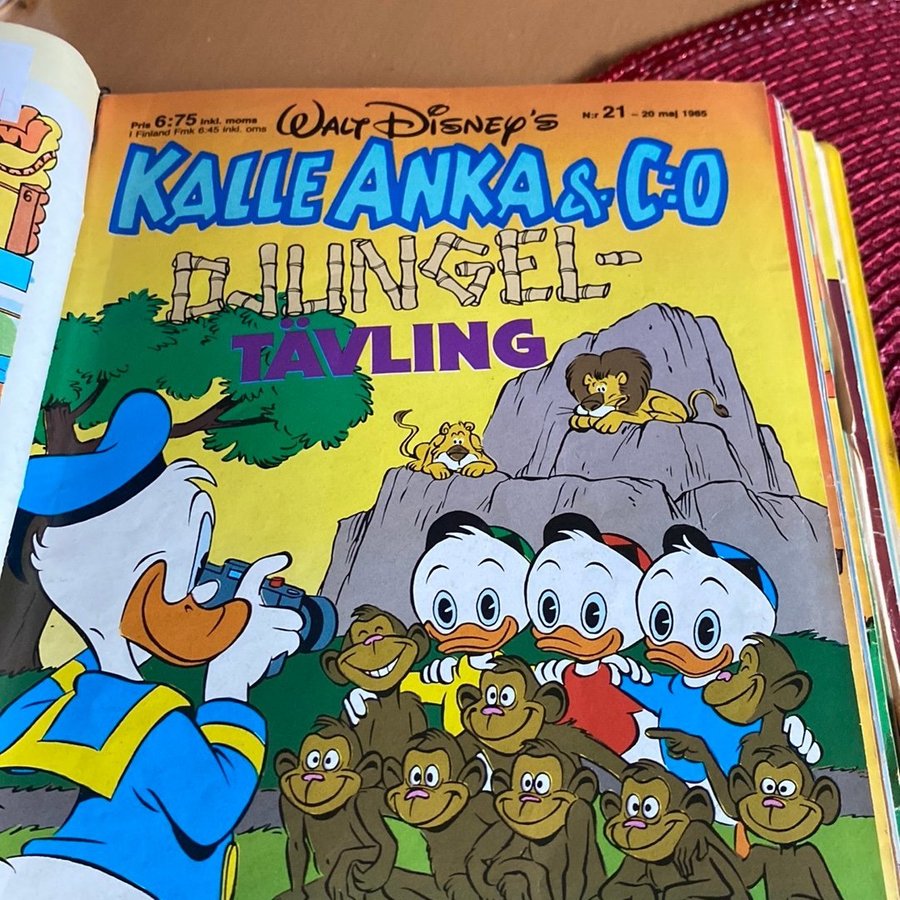 Pris 6:75 inkl. moms
I Finland Fmk 6:45 inkl. oms
WALT DISNEY'S
N:r 21 – 20 maj 1985
KALLE ANKA & C:O
DJUNGEL-
TÄVLING